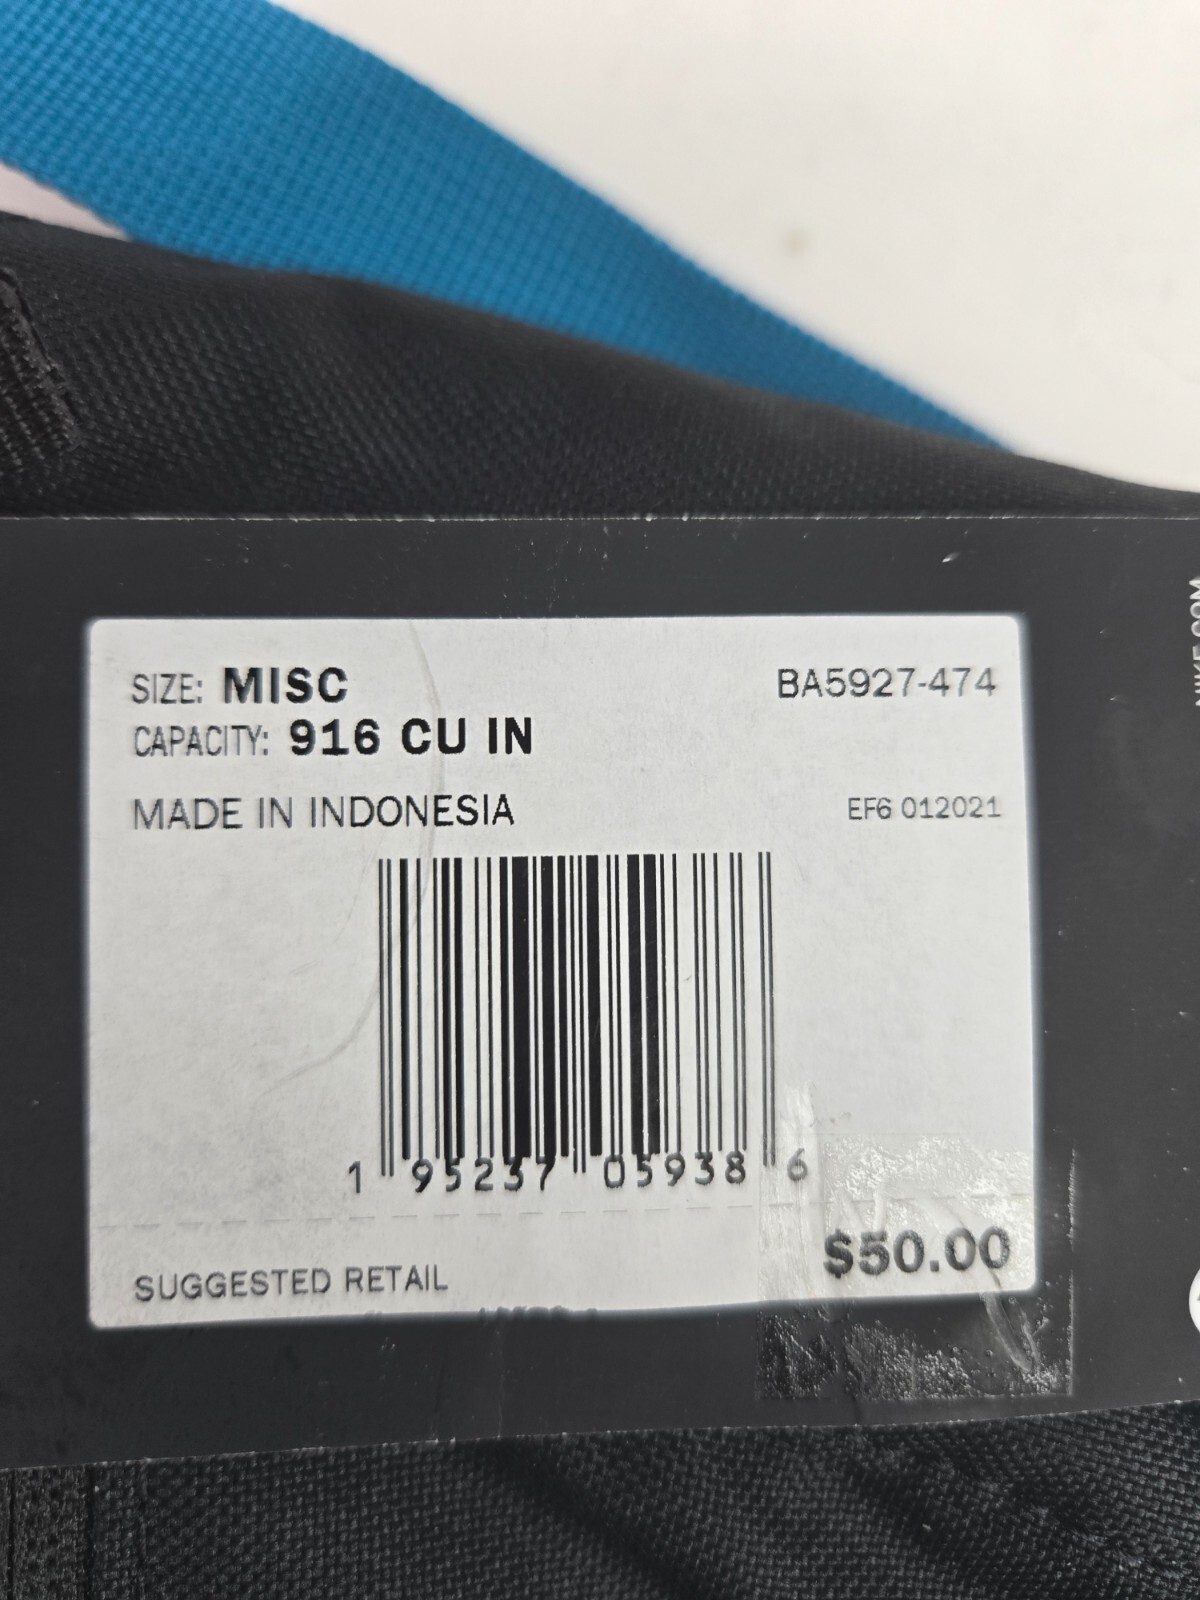 SIZE: MISC
BA5927-474
CAPACITY: 916 CU IN
MADE IN INDONESIA
EF6 012021
1 95237 05938 6
SUGGESTED RETAIL
$50.00
NIKE.COM